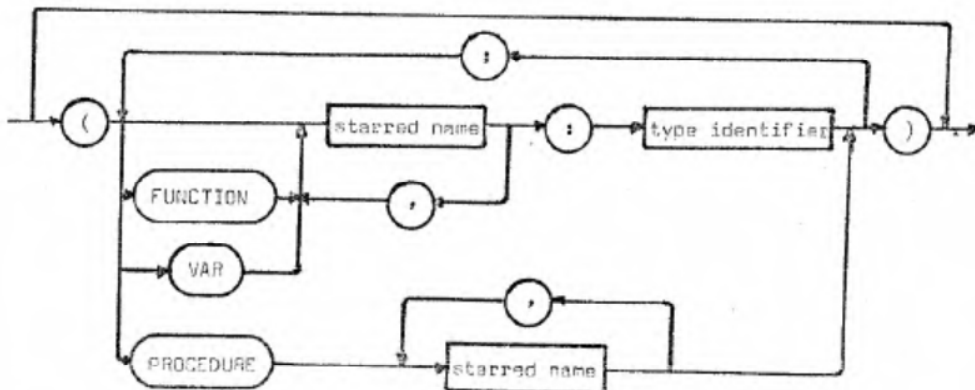 ;
( starred name : type identifier )
FUNCTION ,
VAR
,
PROCEDURE starred name